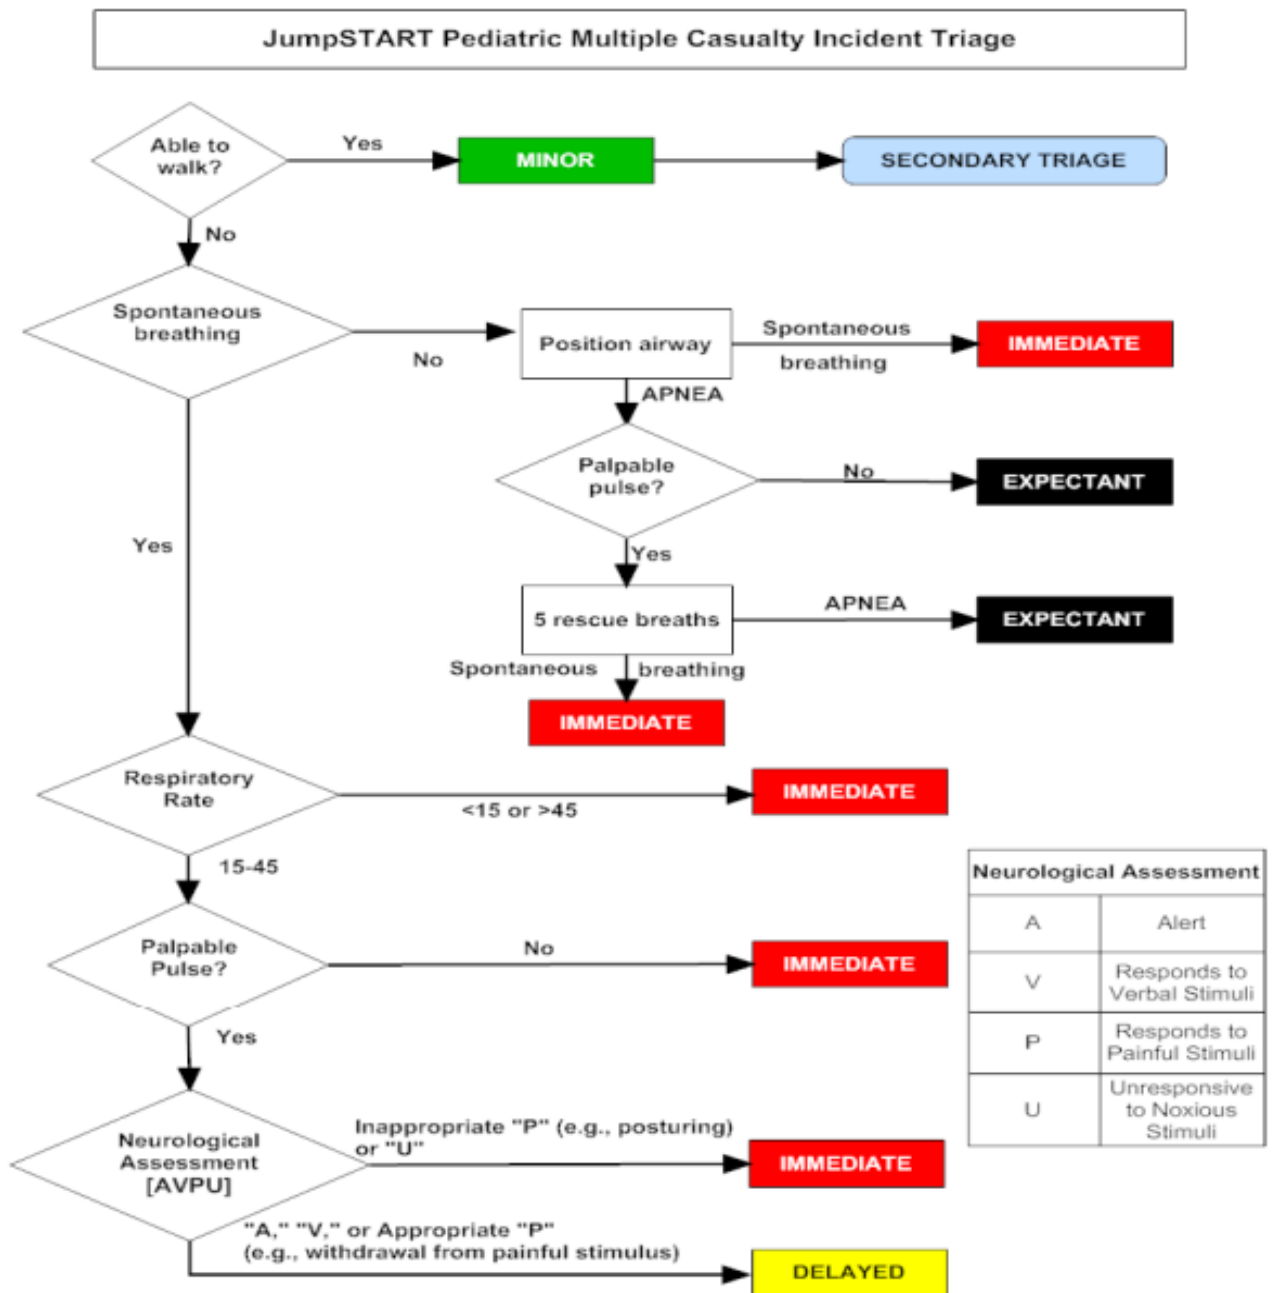 JumpSTART Pediatric Multiple Casualty Incident Triage
Able to
walk?
Yes
MINOR
SECONDARY TRIAGE
No
Spontaneous
breathing
No
Position airway
Spontaneous
breathing
IMMEDIATE
APNEA
Palpable
pulse?
No
EXPECTANT
Yes
Yes
5 rescue breaths
APNEA
EXPECTANT
Spontaneous breathing
IMMEDIATE
Respiratory
Rate
<15 or >45
IMMEDIATE
15-45
Palpable
Pulse?
No
IMMEDIATE
Yes
Neurological
Assessment
[AVPU]
Inappropriate "P" (e.g., posturing)
or "U"
IMMEDIATE
"A," "V," or Appropriate "P"
(e.g., withdrawal from painful stimulus)
DELAYED
Neurological Assessment
A Alert
V Responds to
Verbal Stimuli
P Responds to
Painful Stimuli
U Unresponsive
to Noxious
Stimuli